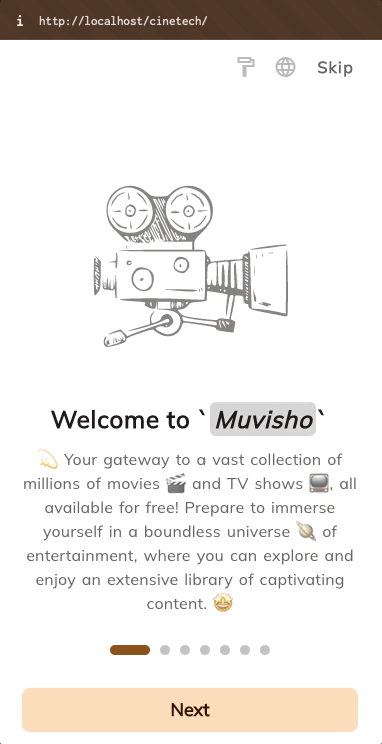 i http://localhost/cinetech/
Skip
Welcome to `Muvisho`
💫 Your gateway to a vast collection of
millions of movies 🎬 and TV shows 📺, all
available for free! Prepare to immerse
yourself in a boundless universe 🪐 of
entertainment, where you can explore and
enjoy an extensive library of captivating
content. 🤩
Next